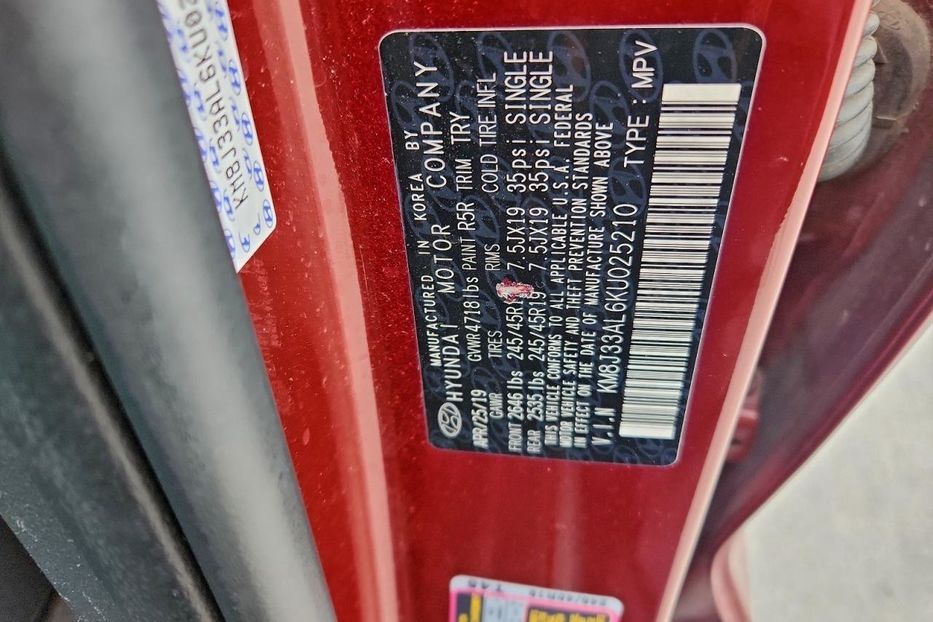 KM8J33AL6KU02
MANUFACTURED IN KOREA BY
HYUNDAI MOTOR COMPANY
APR/25/19 GVWR 4718 lbs PAINT R5R TRIM TRY
GAWR TIRES RIMS COLD TIRE INFL
FRONT 2646 lbs 245/45R19 7.5JX19 35psi SINGLE
REAR 2535 lbs 245/45R19 7.5JX19 35psi SINGLE
THIS VEHICLE CONFORMS TO ALL APPLICABLE U.S.A. FEDERAL
MOTOR VEHICLE SAFETY AND THEFT PREVENTION STANDARDS
IN EFFECT ON THE DATE OF MANUFACTURE SHOWN ABOVE
V.I.N KM8J33AL6KU025210 TYPE : MPV